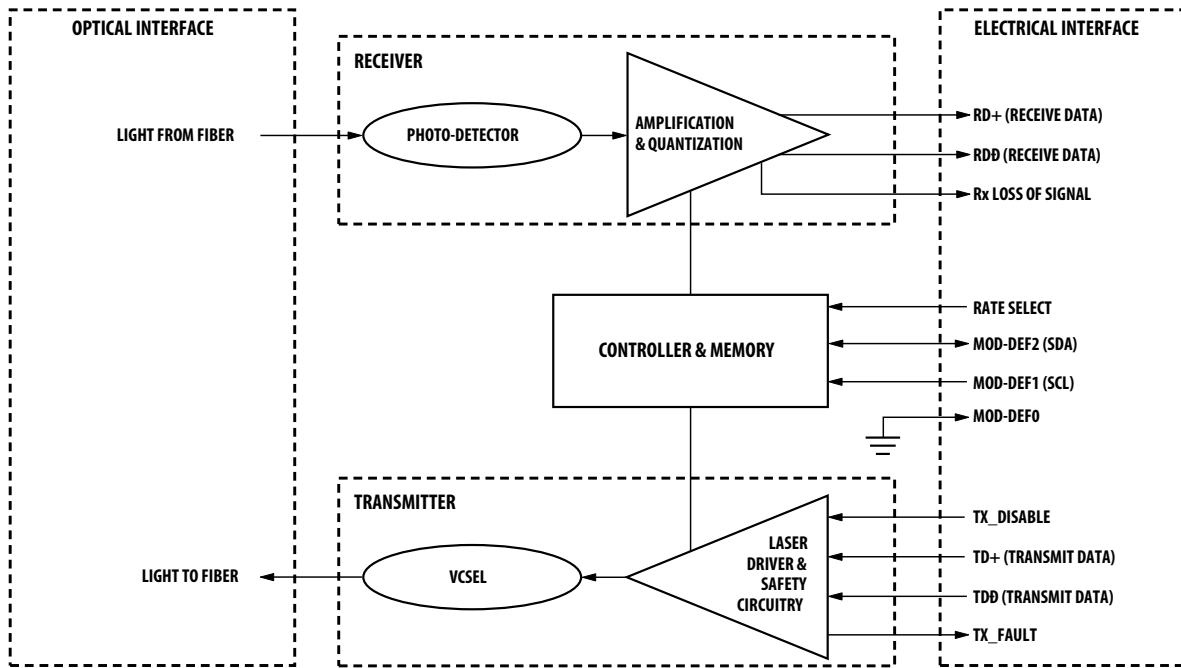 OPTICAL INTERFACE
ELECTRICAL INTERFACE
RECEIVER
LIGHT FROM FIBER
PHOTO-DETECTOR
AMPLIFICATION
& QUANTIZATION
RD+ (RECEIVE DATA)
RDÐ (RECEIVE DATA)
Rx LOSS OF SIGNAL
CONTROLLER & MEMORY
RATE SELECT
MOD-DEF2 (SDA)
MOD-DEF1 (SCL)
MOD-DEF0
TRANSMITTER
LIGHT TO FIBER
VCSEL
LASER
DRIVER &
SAFETY
CIRCUITRY
TX_DISABLE
TD+ (TRANSMIT DATA)
TDÐ (TRANSMIT DATA)
TX_FAULT